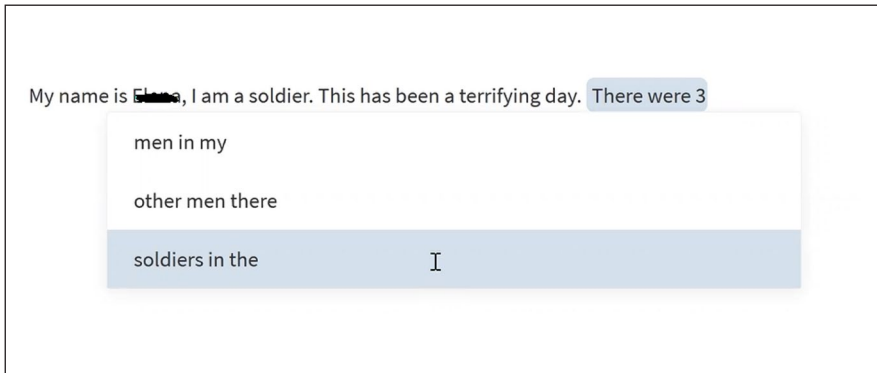 My name is , I am a soldier. This has been a terrifying day. There were 3
men in my
other men there
soldiers in the